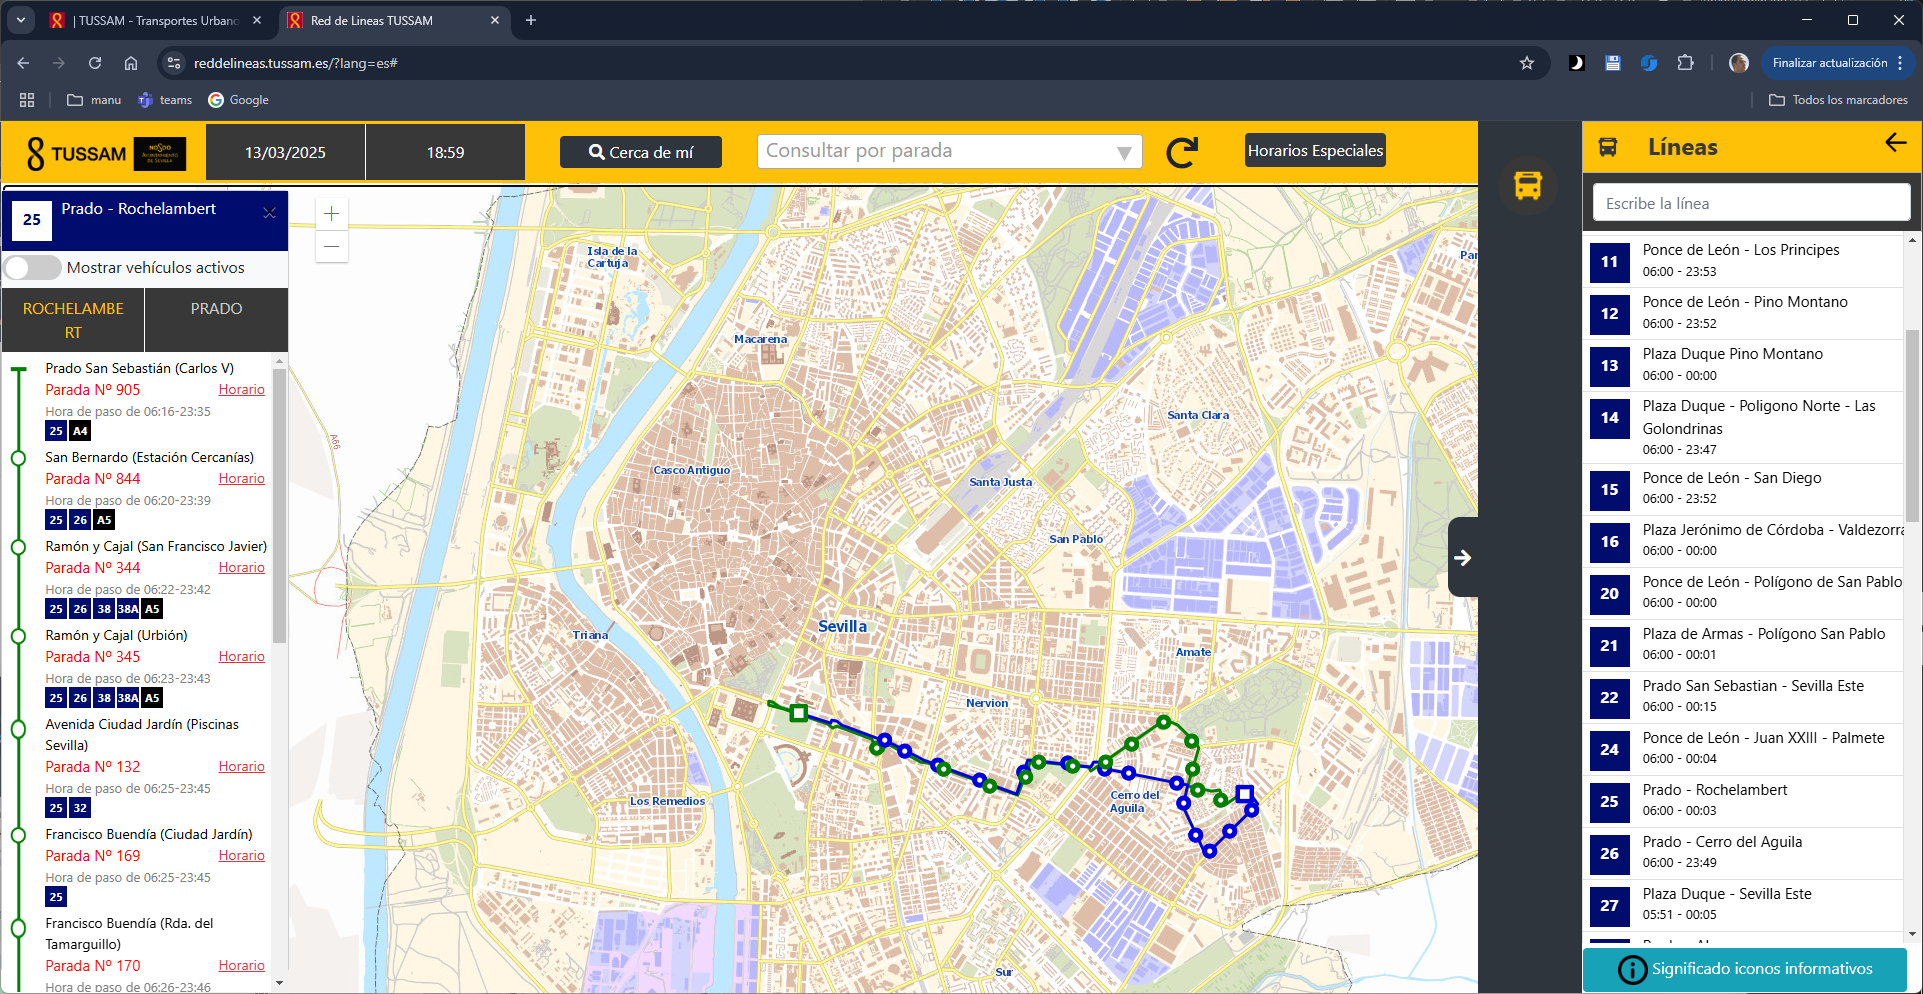 | TUSSAM - Transportes Urbano
Red de Lineas TUSSAM
reddelineas.tussam.es/?lang=es#
Finalizar actualización
manu
teams
Google
Todos los marcadores
TUSSAM
NO8DO
13/03/2025
18:59
Cerca de mí
Consultar por parada
Horarios Especiales
25
Prado - Rochelambert
Mostrar vehículos activos
ROCHELAMBE
RT
PRADO
Prado San Sebastián (Carlos V)
Parada Nº 905
Horario
Hora de paso de 06:16-23:35
25 A4
San Bernardo (Estación Cercanías)
Parada Nº 844
Horario
Hora de paso de 06:20-23:39
25 26 A5
Ramón y Cajal (San Francisco Javier)
Parada Nº 344
Horario
Hora de paso de 06:22-23:42
25 26 38 38A A5
Ramón y Cajal (Urbión)
Parada Nº 345
Horario
Hora de paso de 06:23-23:43
25 26 38 38A A5
Avenida Ciudad Jardín (Piscinas
Sevilla)
Parada Nº 132
Horario
Hora de paso de 06:25-23:45
25 32
Francisco Buendía (Ciudad Jardín)
Parada Nº 169
Horario
Hora de paso de 06:25-23:45
25
Francisco Buendía (Rda. del
Tamarguillo)
Parada Nº 170
Horario
Hora de paso de 06:26-23:46
Isla de la
Cartuja
Macarena
Santa Clara
Casco Antiguo
Santa Justa
San Pablo
Triana
Sevilla
Amate
Nervion
Los Remedios
Cerro del
Aguila
Sur
A66
Líneas
Escribe la línea
11
Ponce de León - Los Principes
06:00 - 23:53
12
Ponce de León - Pino Montano
06:00 - 23:52
13
Plaza Duque Pino Montano
06:00 - 00:00
14
Plaza Duque - Poligono Norte - Las
Golondrinas
06:00 - 23:47
15
Ponce de León - San Diego
06:00 - 23:52
16
Plaza Jerónimo de Córdoba - Valdezorra
06:00 - 00:00
20
Ponce de León - Polígono de San Pablo
06:00 - 00:00
21
Plaza de Armas - Polígono San Pablo
06:00 - 00:01
22
Prado San Sebastian - Sevilla Este
06:00 - 00:15
24
Ponce de León - Juan XXIII - Palmete
06:00 - 00:04
25
Prado - Rochelambert
06:00 - 00:03
26
Prado - Cerro del Aguila
06:00 - 23:49
27
Plaza Duque - Sevilla Este
05:51 - 00:05
Significado iconos informativos